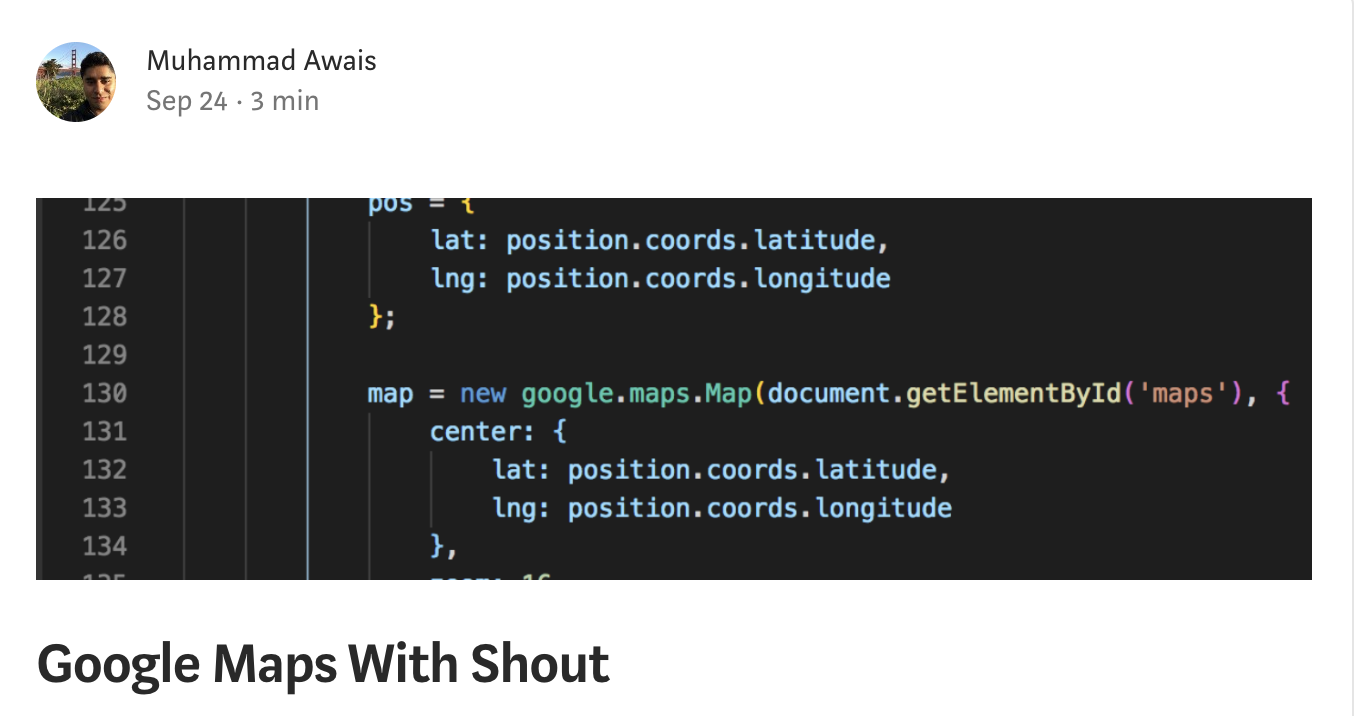 Muhammad Awais
Sep 24 · 3 min
125 pos = {
126 lat: position.coords.latitude,
127 lng: position.coords.longitude
128 };
129
130 map = new google.maps.Map(document.getElementById('maps'), {
131 center: {
132 lat: position.coords.latitude,
133 lng: position.coords.longitude
134 },
Google Maps With Shout